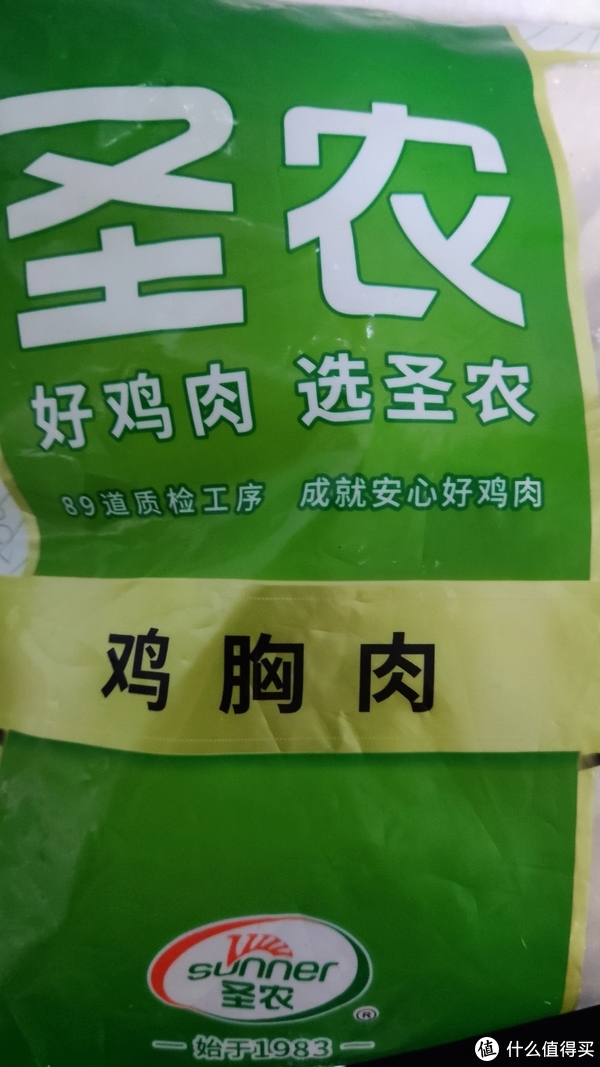 圣农
好鸡肉 选圣农
89道质检工序 成就安心好鸡肉
鸡胸肉
sunner
圣农
®
始于1983
值 什么值得买